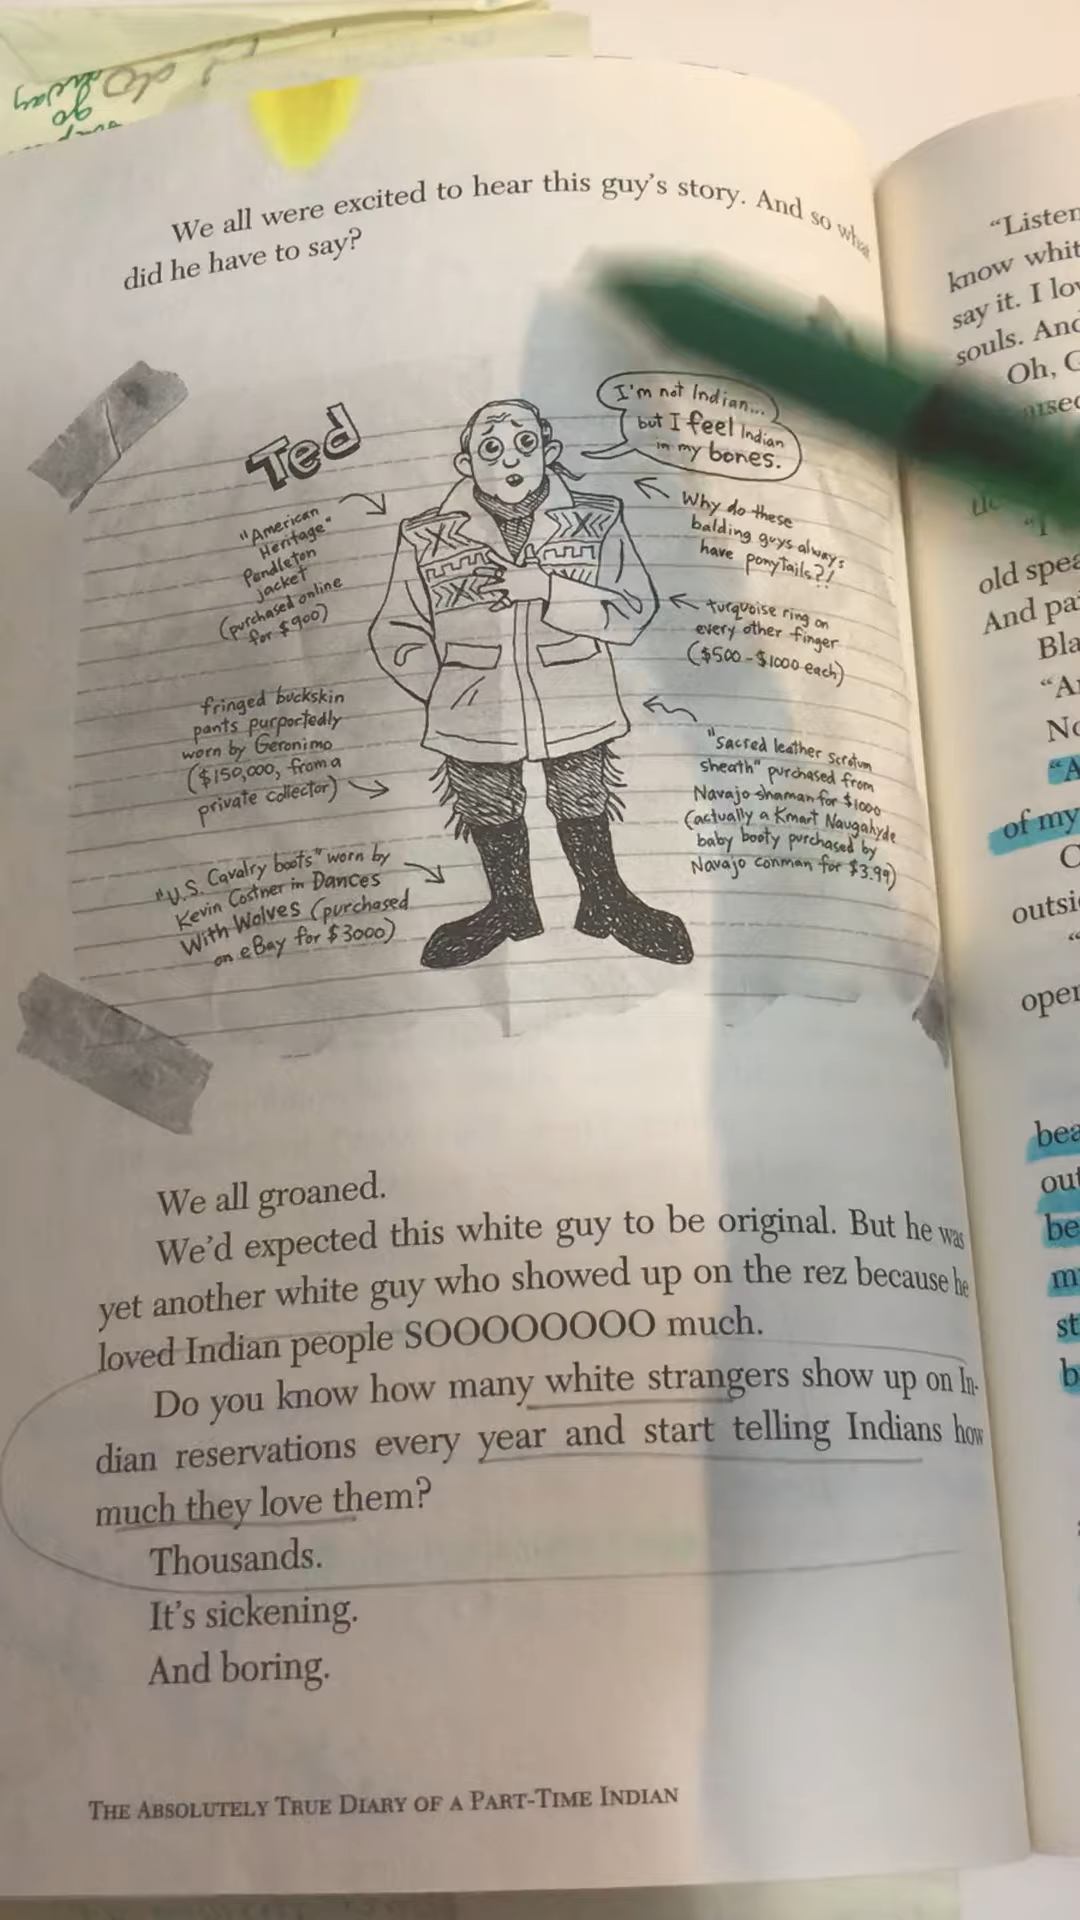 do
away
go
We all were excited to hear this guy's story. And so what
did he have to say?
Ted
I'm not Indian...
but I feel Indian
in my bones.
"American
Heritage"
Pendleton
jacket
(purchased online
for $900)
Why do these
balding guys always
have ponytails?!
turquoise ring on
every other finger
($500-$1000 each)
fringed buckskin
pants purportedly
worn by Geronimo
($150,000, from a
private collector)
"Sacred leather scrotum
sheath" purchased from
Navajo shaman for $1000
(actually a Kmart Naugahyde
baby booty purchased by
Navajo conman for $3.99)
"U.S. Cavalry boots" worn by
Kevin Costner in Dances
With Wolves (purchased
on eBay for $3000)
We all groaned.
We'd expected this white guy to be original. But he was
yet another white guy who showed up on the rez because he
loved Indian people SOOOOOOOO much.
Do you know how many white strangers show up on In-
dian reservations every year and start telling Indians how
much they love them?
Thousands.
It's sickening.
And boring.
THE ABSOLUTELY TRUE DIARY OF A PART-TIME INDIAN
"Listen
know whit
say it. I lov
souls. And
Oh, G
"I
old spea
And pa
Bla
"A
No
"A
of my
C
outsi
"
oper
bea
out
be
m
st
b